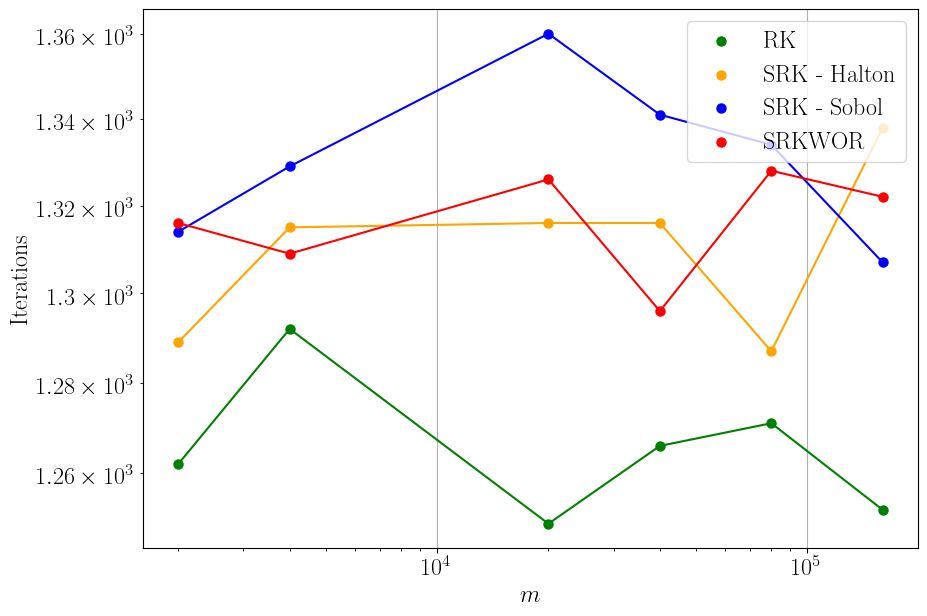 1.36 × 10³
1.34 × 10³
1.32 × 10³
1.3 × 10³
1.28 × 10³
1.26 × 10³
Iterations
RK
SRK - Halton
SRK - Sobol
SRKWOR
10⁴
10⁵
m